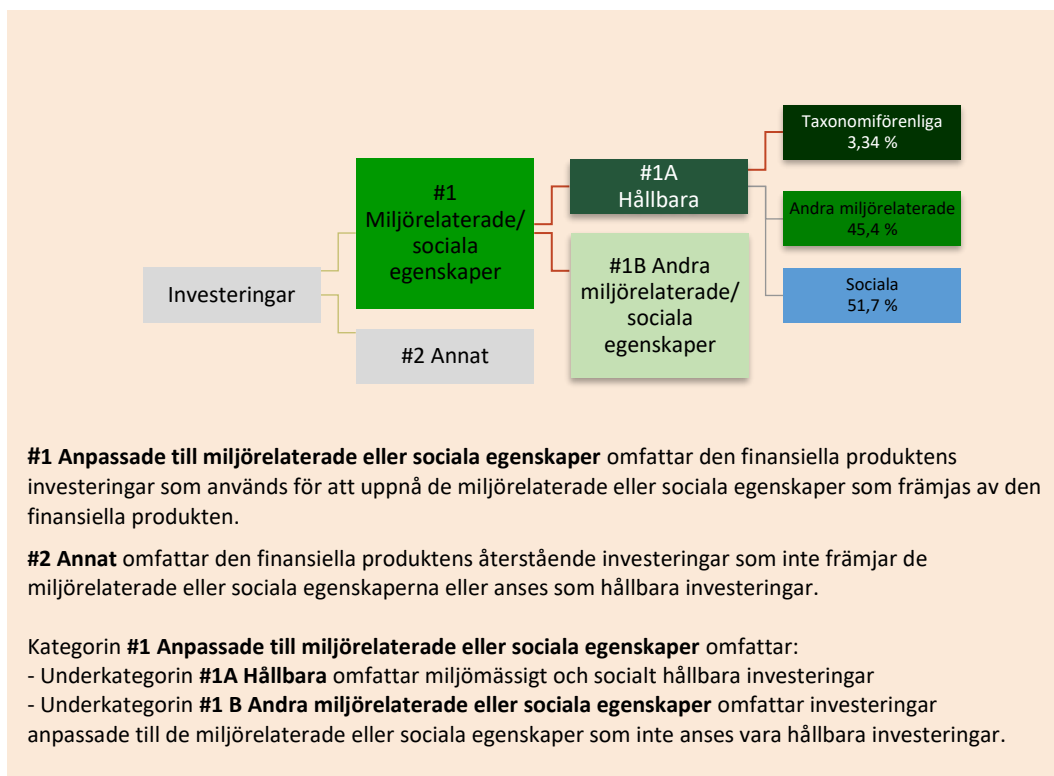 Taxonomiförenliga
3,34 %
#1
Miljörelaterade/
sociala
egenskaper
#1A
Hållbara
Andra miljörelaterade
45,4 %
#1B Andra
miljörelaterade/
sociala
egenskaper
Investeringar
Sociala
51,7 %
#2 Annat
#1 Anpassade till miljörelaterade eller sociala egenskaper omfattar den finansiella produktens
investeringar som används för att uppnå de miljörelaterade eller sociala egenskaper som främjas av den
finansiella produkten.
#2 Annat omfattar den finansiella produktens återstående investeringar som inte främjar de
miljörelaterade eller sociala egenskaperna eller anses som hållbara investeringar.
Kategorin #1 Anpassade till miljörelaterade eller sociala egenskaper omfattar:
- Underkategorin #1A Hållbara omfattar miljömässigt och socialt hållbara investeringar
- Underkategorin #1 B Andra miljörelaterade eller sociala egenskaper omfattar investeringar
anpassade till de miljörelaterade eller sociala egenskaper som inte anses vara hållbara investeringar.